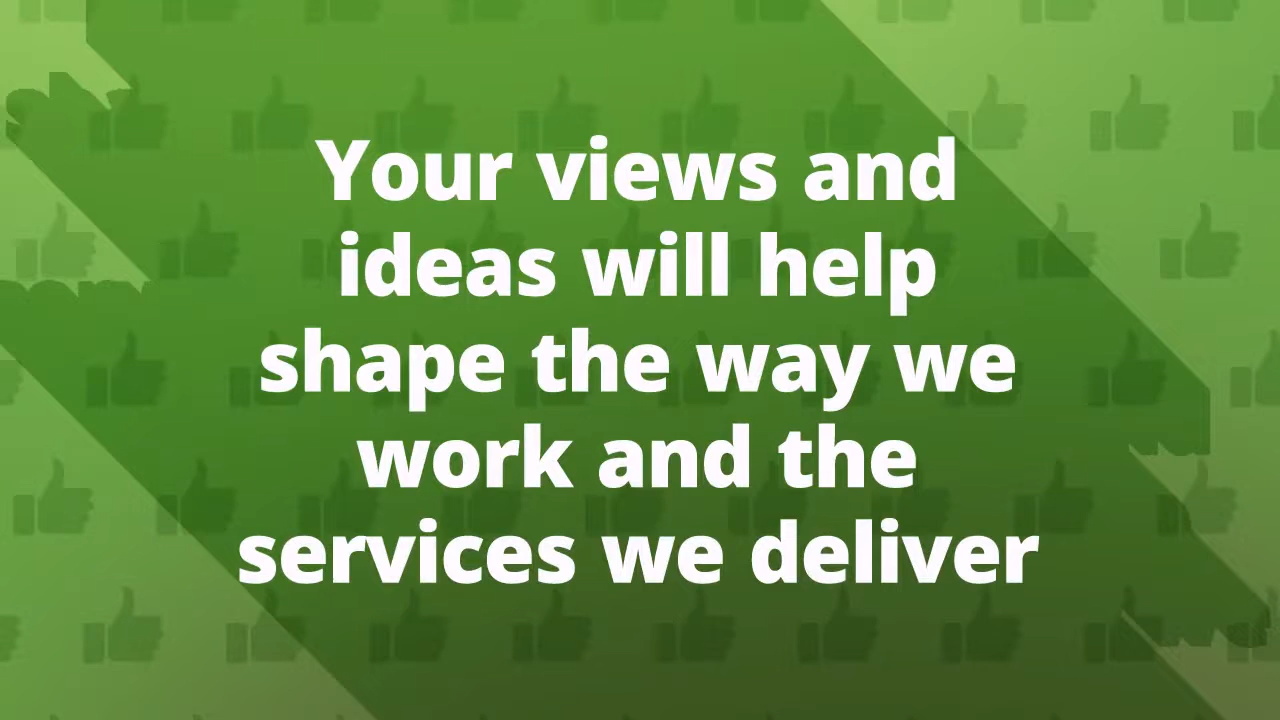 Your views and
ideas will help
shape the way we
work and the
services we deliver